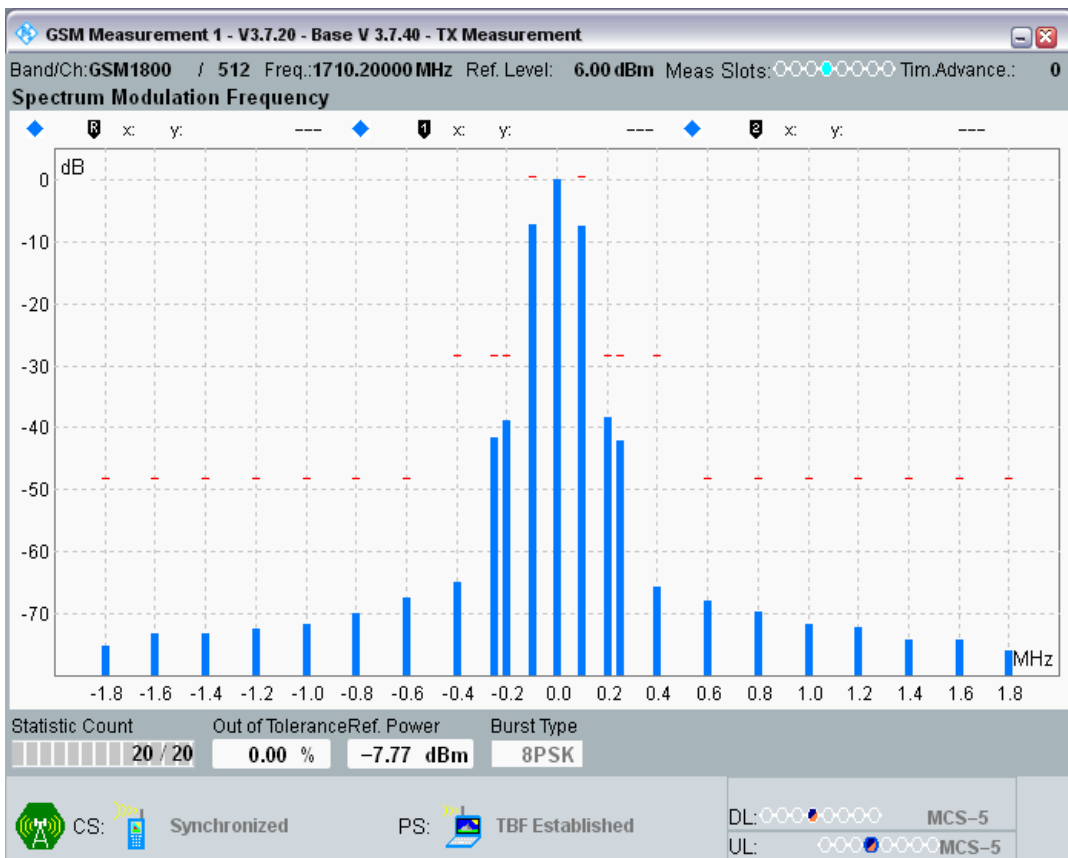 GSM Measurement 1 - V3.7.20 - Base V 3.7.40 - TX Measurement
Band/Ch:GSM1800 / 512 Freq.:1710.20000 MHz Ref. Level: 6.00 dBm Meas Slots: Tim.Advance.: 0
Spectrum Modulation Frequency
R x: y: --- 1 x: y: --- 2 x: y: ---
dB
0
-10
-20
-30
-40
-50
-60
-70
MHz
-1.8 -1.6 -1.4 -1.2 -1.0 -0.8 -0.6 -0.4 -0.2 0.0 0.2 0.4 0.6 0.8 1.0 1.2 1.4 1.6 1.8
Statistic Count Out of Tolerance Ref. Power Burst Type
20 / 20 0.00 % −7.77 dBm 8PSK
CS: Synchronized PS: TBF Established DL: MCS−5
UL: MCS−5